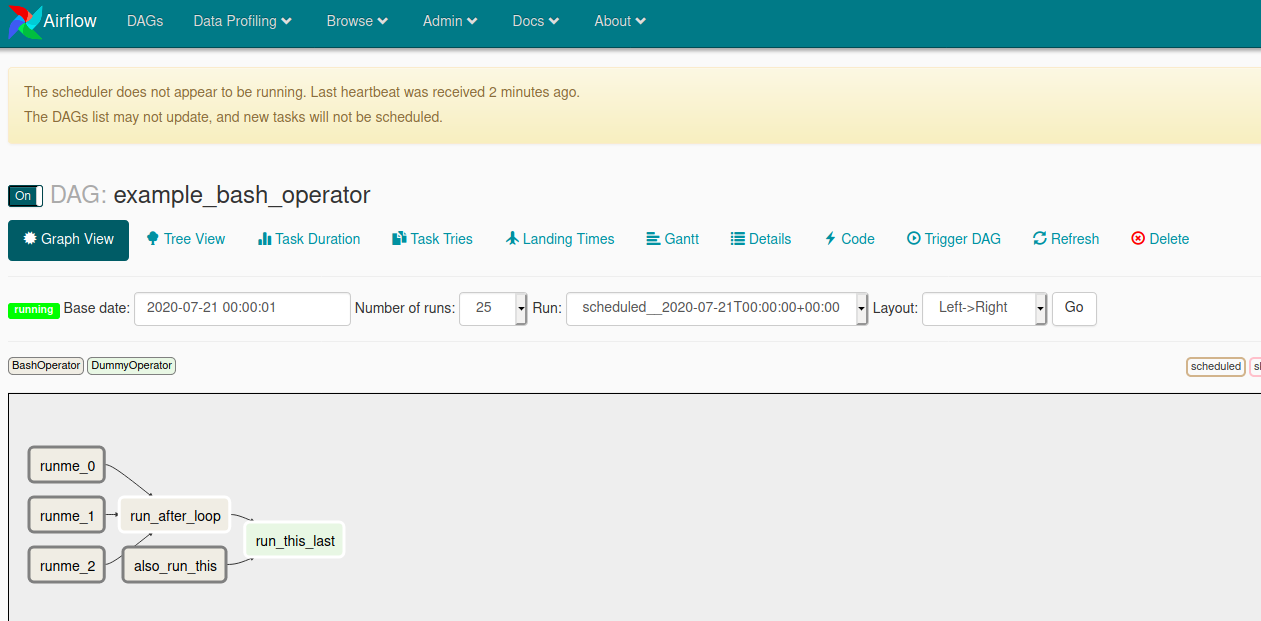 Airflow DAGs Data Profiling Browse Admin Docs About
The scheduler does not appear to be running. Last heartbeat was received 2 minutes ago.
The DAGs list may not update, and new tasks will not be scheduled.
On DAG: example_bash_operator
Graph View Tree View Task Duration Task Tries Landing Times Gantt Details Code Trigger DAG Refresh Delete
running Base date: 2020-07-21 00:00:01 Number of runs: 25 Run: scheduled__2020-07-21T00:00:00+00:00 Layout: Left->Right Go
BashOperator DummyOperator scheduled
runme_0
runme_1 run_after_loop
run_this_last
runme_2 also_run_this